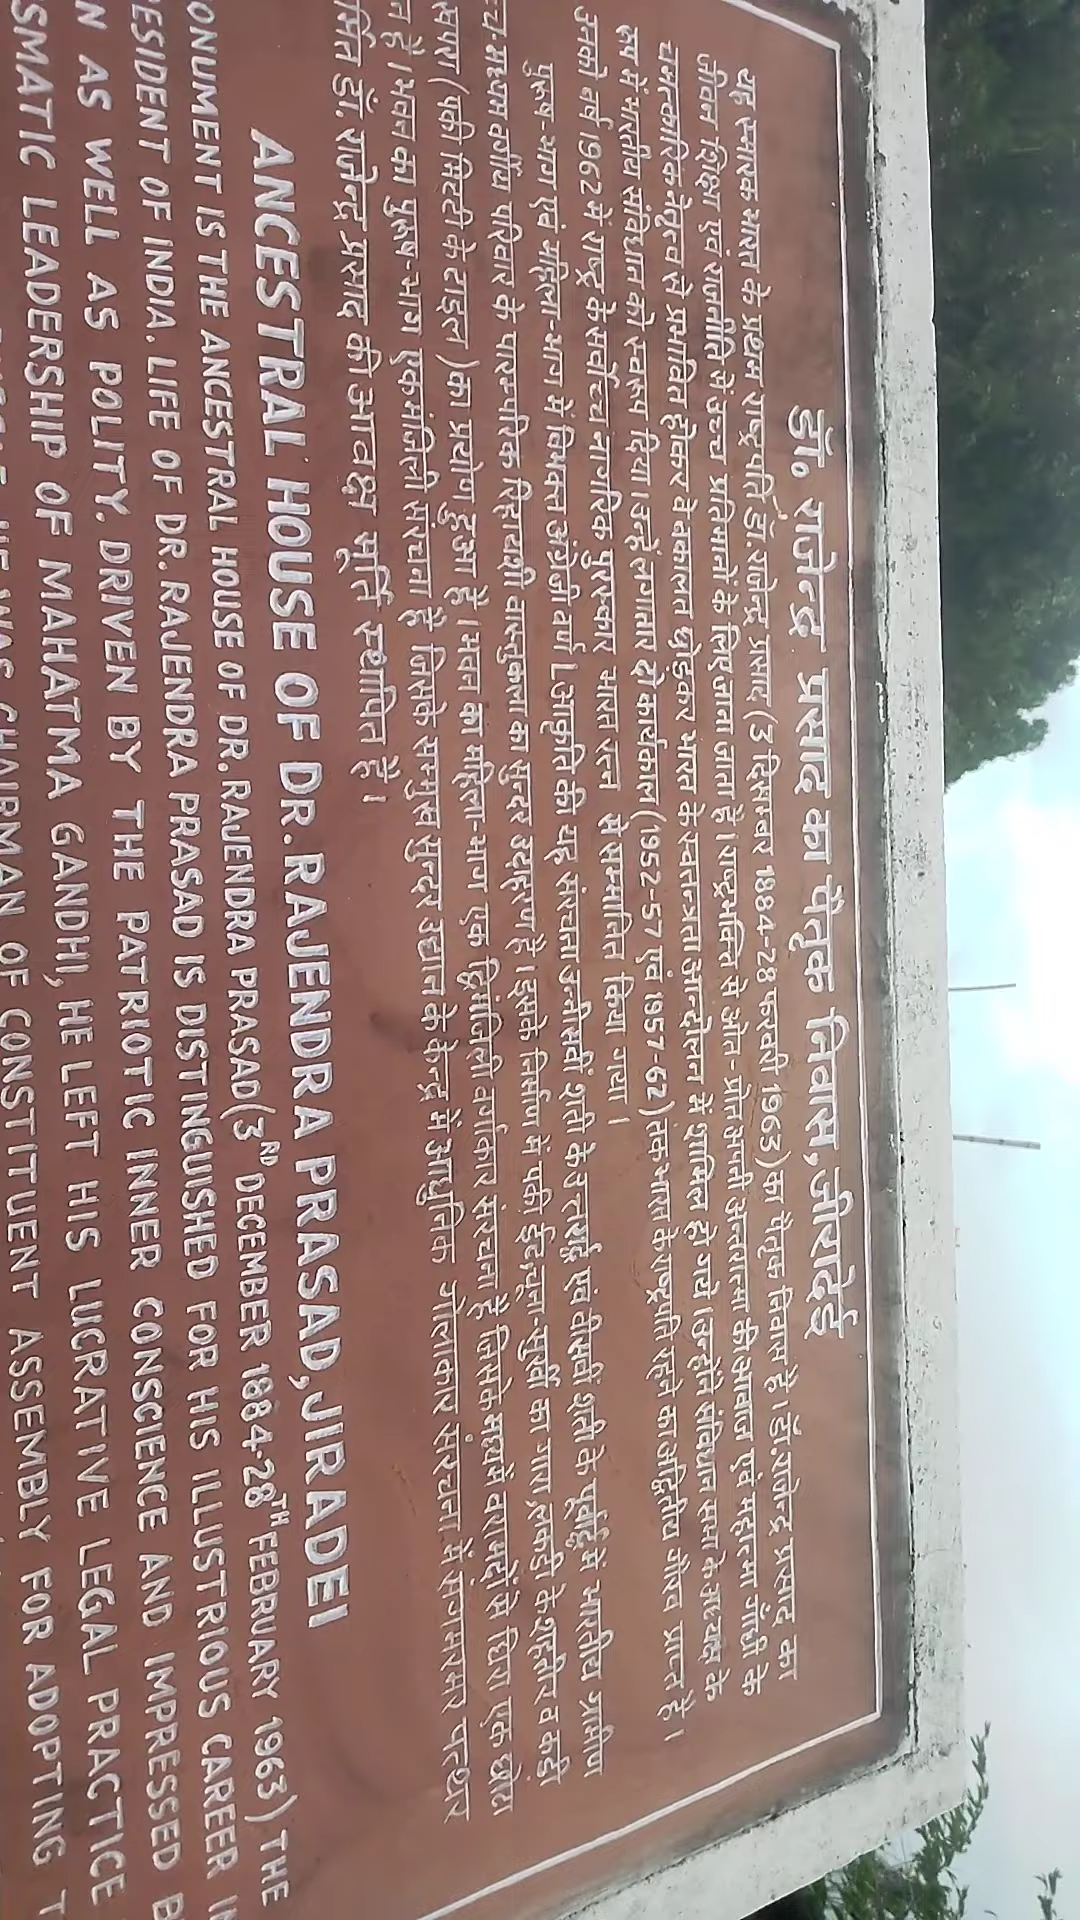 डॉ० राजेन्द्र प्रसाद का पैतृक निवास, जीरादेई
यह स्मारक भारत के प्रथम राष्ट्रपति डॉ. राजेन्द्र प्रसाद (3 दिसम्बर 1884-28 फरवरी 1963) का पैतृक निवास है। डॉ. राजेन्द्र प्रसाद का
जीवन शिक्षा एवं राजनीति में उच्च प्रतिमानों के लिए जाना जाता है। राष्ट्रभक्ति से ओत-प्रोत अपनी अन्तरात्मा की आवाज एवं महात्मा गाँधी के
चमत्कारिक नेतृत्व से प्रभावित होकर वे वकालत छोड़कर भारत के स्वतन्त्रता आन्दोलन में शामिल हो गये। उन्होंने संविधान सभा के अध्यक्ष के
रूप में भारतीय संविधान को स्वरूप दिया। उन्हें लगातार दो कार्यकाल (1952-57 एवं 1957-62) तक भारत के राष्ट्रपति रहने का अद्वितीय गौरव प्राप्त है।
उनको वर्ष 1962 में राष्ट्र के सर्वोच्च नागरिक पुरस्कार भारत रत्न से सम्मानित किया गया।
पुरूष-भाग एवं महिला-भाग में विभक्त अंग्रेजी वर्ण L आकृति की यह संरचना उन्नीसवीं शती के उत्तरार्द्ध एवं बीसवीं शती के पूर्वार्द्ध में भारतीय ग्रामीण
मध्यम वर्गीय परिवार के पारम्परिक रिहायशी वास्तुकला का सुन्दर उदाहरण है। इसके निर्माण में पकी ईंट, चूना-सुर्खी का गारा, लकड़ी के शहतीर व कड़ी
खपरा (पकी मिट्टी के टाइल) का प्रयोग हुआ है। भवन का महिला-भाग एक द्विमंजिली वर्गाकार संरचना है जिसके मध्य में बरामदों से घिरा एक छोटा
न है। भवन का पुरूष-भाग एकमंजिली संरचना है जिसके सम्मुख सुन्दर उद्यान के केन्द्र में आधुनिक गोलाकार संरचना में संगमरमर पत्थर
र्मित डॉ. राजेन्द्र प्रसाद की आवक्ष मूर्ति स्थापित है।
ANCESTRAL HOUSE OF DR. RAJENDRA PRASAD, JIRADEI
ONUMENT IS THE ANCESTRAL HOUSE OF DR. RAJENDRA PRASAD (3RD DECEMBER 1884-28TH FEBRUARY 1963) THE
ESIDENT OF INDIA. LIFE OF DR. RAJENDRA PRASAD IS DISTINGUISHED FOR HIS ILLUSTRIOUS CAREER IN
N AS WELL AS POLITY. DRIVEN BY THE PATRIOTIC INNER CONSCIENCE AND IMPRESSED B
SMATIC LEADERSHIP OF MAHATMA GANDHI, HE LEFT HIS LUCRATIVE LEGAL PRACTICE
HE WAS CHAIRMAN OF CONSTITUENT ASSEMBLY FOR ADOPTING T